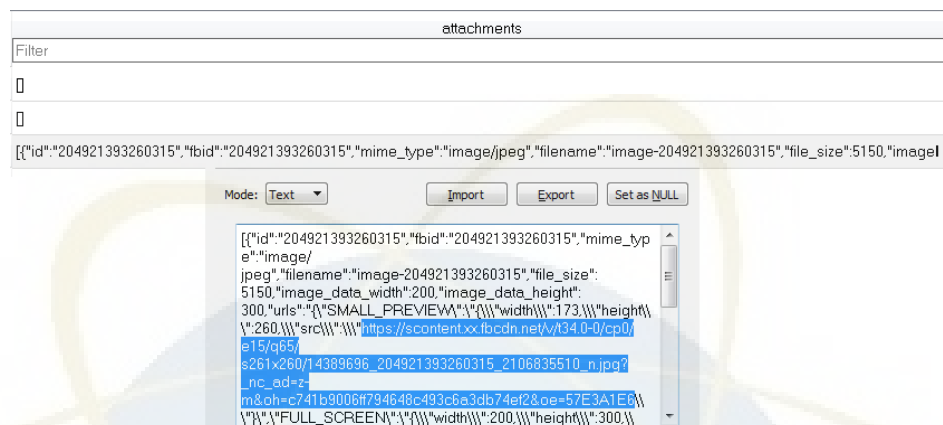 attachments
Filter
[]
[]
[{"id":"204921393260315","fbid":"204921393260315","mime_type":"image/jpeg","filename":"image-204921393260315","file_size":5150,"imagel
Mode: Text Import Export Set as NULL
[{"id":"204921393260315","fbid":"204921393260315","mime_typ
e":"image/
jpeg","filename":"image-204921393260315","file_size":
5150,"image_data_width":200,"image_data_height":
300,"urls":"{\"SMALL_PREVIEW\":\"{\\\"width\\\":173,\\\"height\\
\":260,\\\"src\\\":\\\"https://scontent.xx.fbcdn.net/v/t34.0-0/cp0/
e15/q65/
s261x260/14389696_204921393260315_2106835510_n.jpg?
_nc_ad=z-
m&oh=c741b9006ff794648c493c6a3db74ef2&oe=57E3A1E6\\
\"}\",\"FULL_SCREEN\":\"{\\\"width\\\":200,\\\"height\\\":300,\\